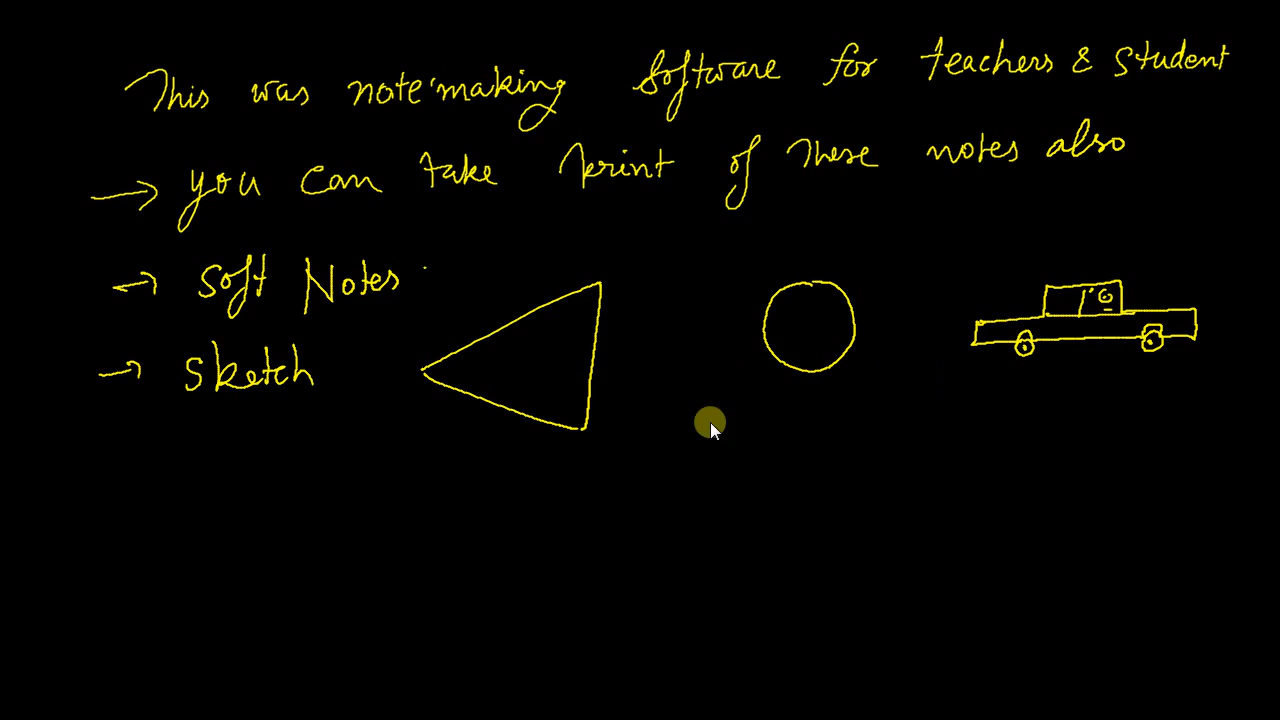 This was note making Software for teachers & Student
→ you can take print of These notes also
→ Soft Notes
→ Sketch